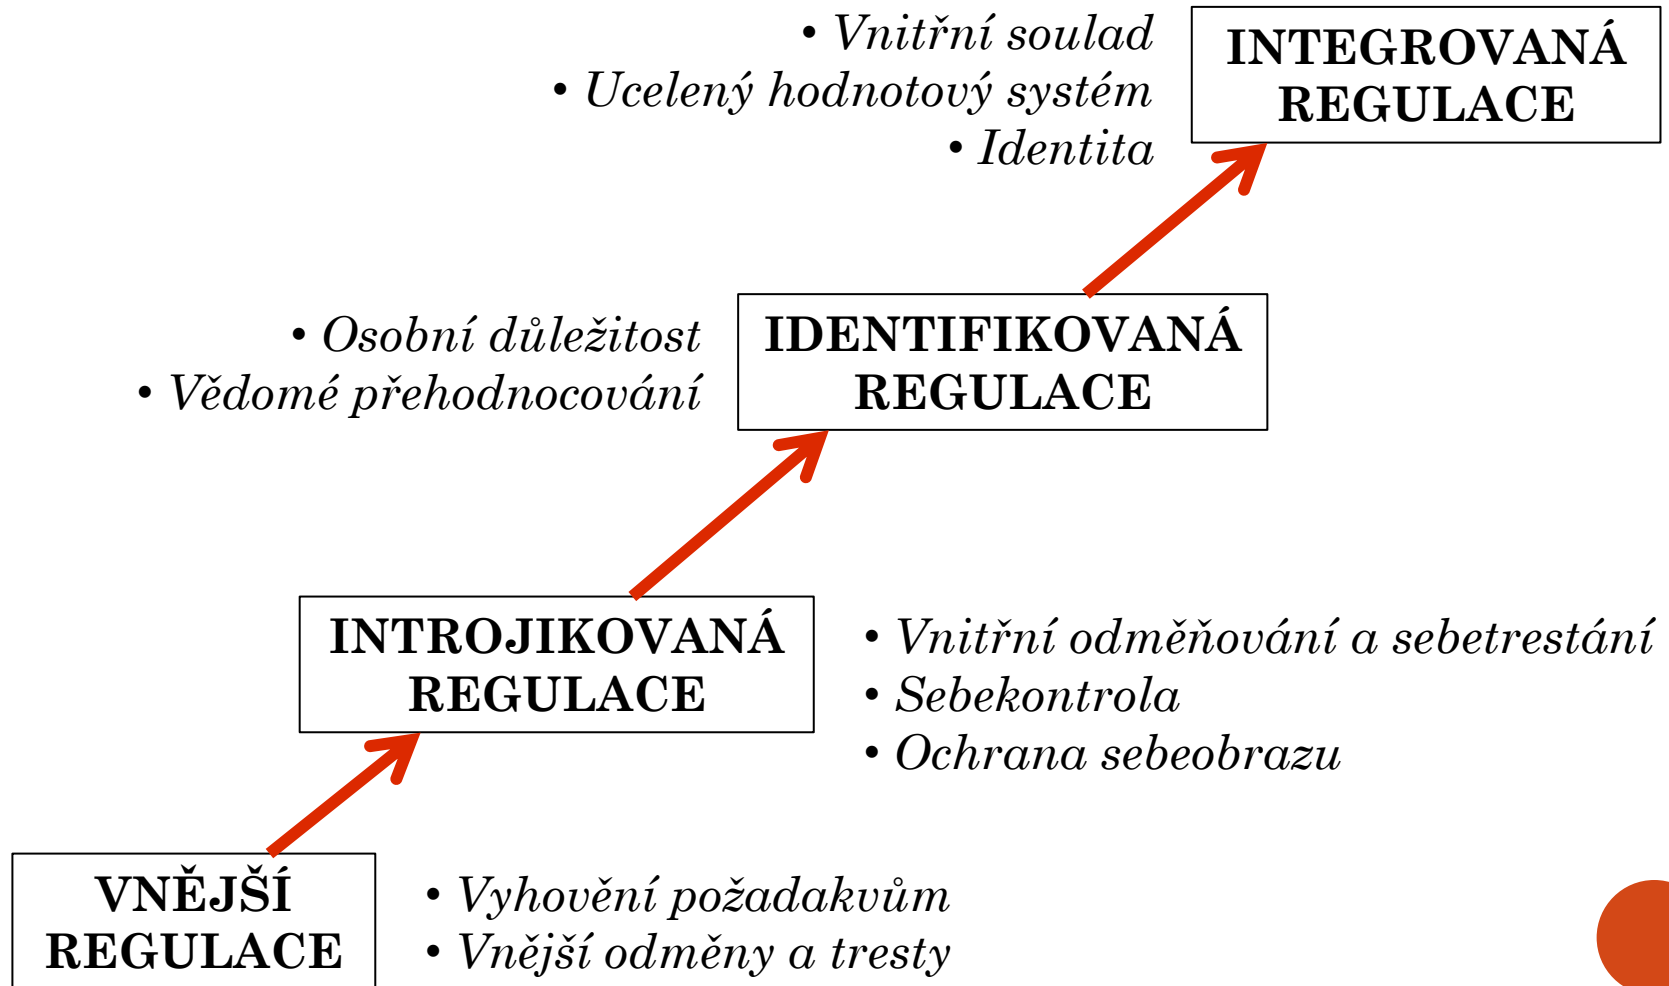 • Vnitřní soulad
• Ucelený hodnotový systém
• Identita
INTEGROVANÁ
REGULACE
• Osobní důležitost
• Vědomé přehodnocování
IDENTIFIKOVANÁ
REGULACE
INTROJIKOVANÁ
REGULACE
• Vnitřní odměňování a sebetrestání
• Sebekontrola
• Ochrana sebeobrazu
VNĚJŠÍ
REGULACE
• Vyhovění požadakvům
• Vnější odměny a tresty